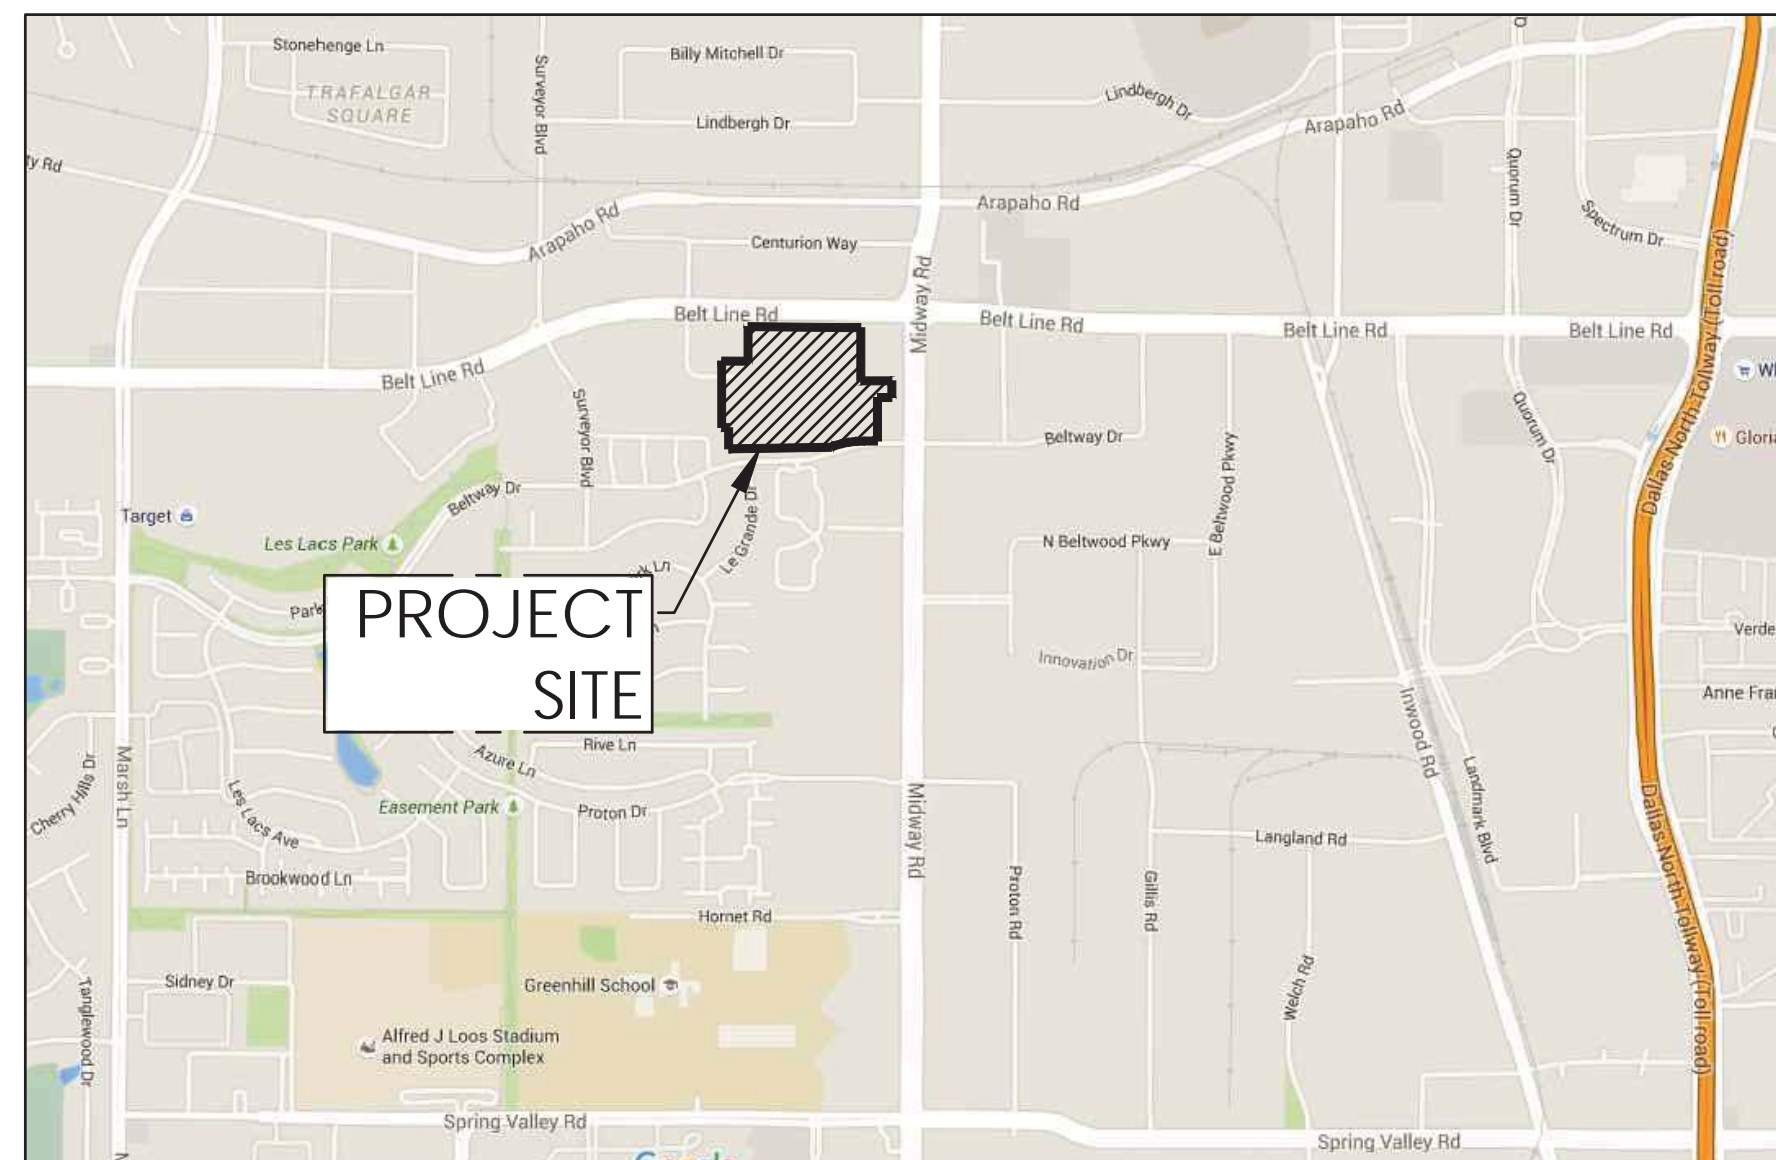 Stonehenge Ln
TRAFALGAR
SQUARE
Surveyor Blvd
Billy Mitchell Dr
Lindbergh Dr
Lindbergh Dr
Arapaho Rd
Quorum Dr
Spectrum Dr
ty Rd
Arapaho Rd
Arapaho Rd
Centurion Way
Midway Rd
Belt Line Rd
Belt Line Rd
Belt Line Rd
Belt Line Rd
Belt Line Rd
Dallas North Tollway (Toll road)
Surveyor Blvd
Quorum Dr
Beltway Dr
Gloria
E Beltwood Pkwy
Beltway Dr
Target
Les Lacs Park
Le Grande Dr
N Beltwood Pkwy
rk Ln
Park
PROJECT
SITE
Innovation Dr
Verde
Anne Fra
Inwood Rd
Landmark Blvd
Marsh Ln
Cherry Hills Dr
Azure Ln
Rive Ln
Les Lacs Ave
Easement Park
Proton Dr
Midway Rd
Langland Rd
Dallas North Tollway (Toll road)
Brookwood Ln
Proton Rd
Gillis Rd
Hornet Rd
Welch Rd
Sidney Dr
Tanglewood Dr
Greenhill School
Alfred J Loos Stadium
and Sports Complex
Spring Valley Rd
Spring Valley Rd